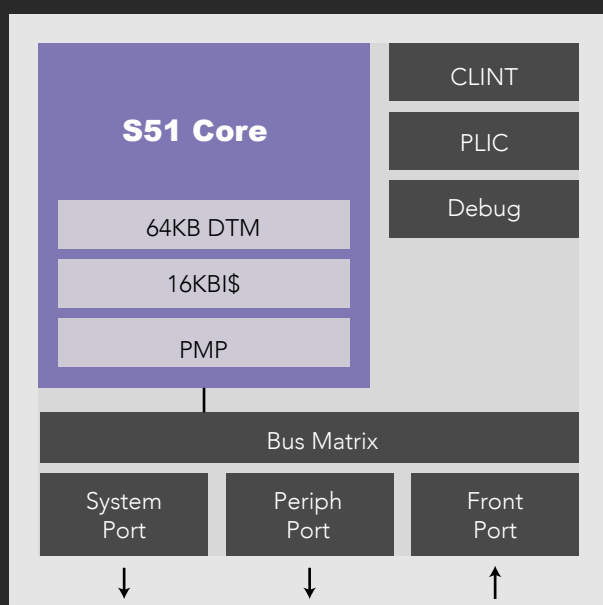 S51 Core
64KB DTM
16KBI$
PMP
CLINT
PLIC
Debug
Bus Matrix
System
Port
Periph
Port
Front
Port